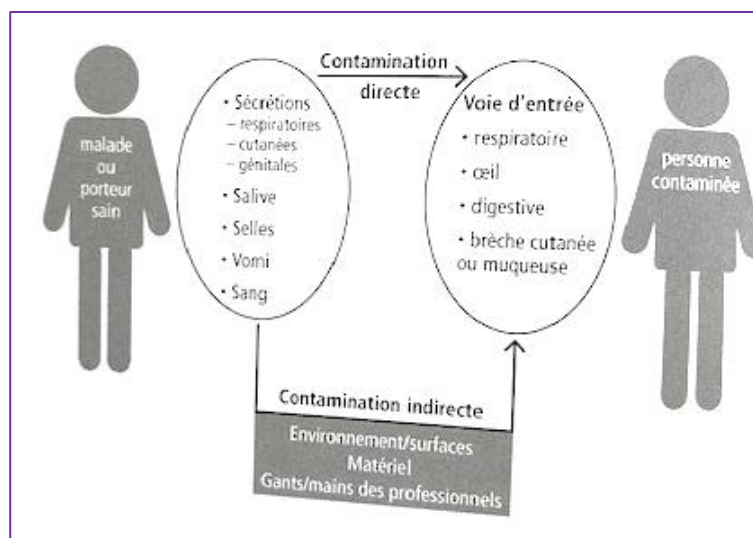 malade
ou
porteur
sain
• Sécrétions
– respiratoires
– cutanées
– génitales
• Salive
• Selles
• Vomi
• Sang
Contamination
directe
Voie d'entrée
• respiratoire
• œil
• digestive
• brèche cutanée
ou muqueuse
personne
contaminée
Contamination indirecte
Environnement/surfaces
Matériel
Gants/mains des professionnels